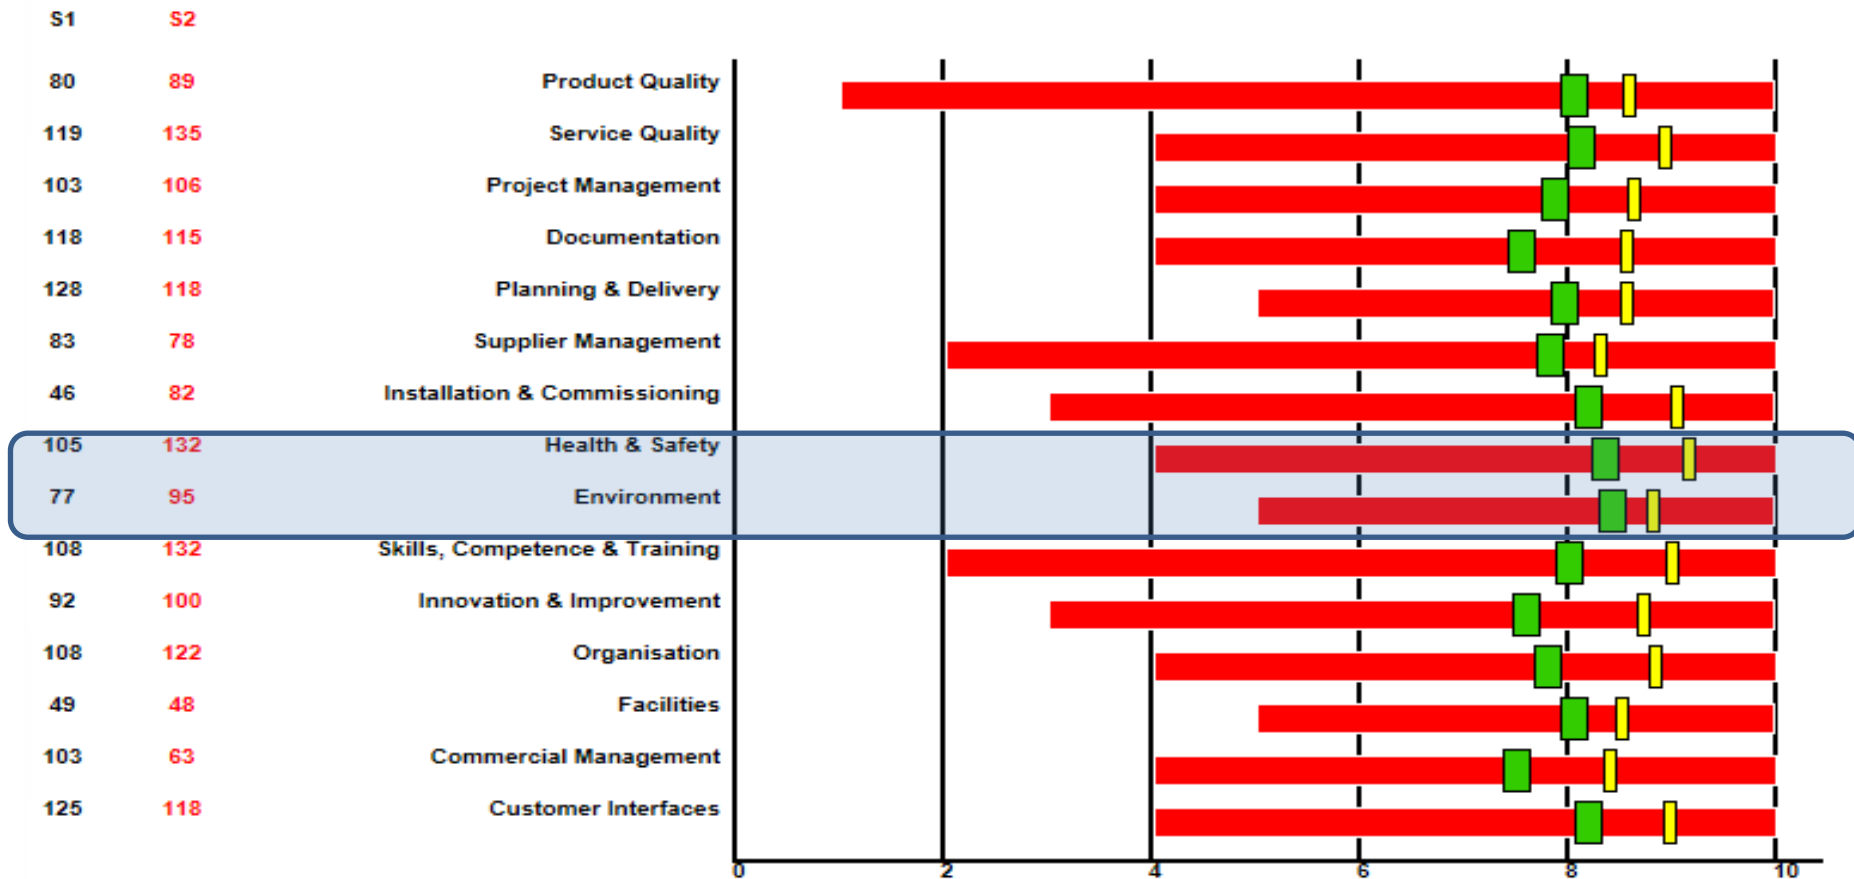 S1 S2
80 89 Product Quality
119 135 Service Quality
103 106 Project Management
118 115 Documentation
128 118 Planning & Delivery
83 78 Supplier Management
46 82 Installation & Commissioning
105 132 Health & Safety
77 95 Environment
108 132 Skills, Competence & Training
92 100 Innovation & Improvement
108 122 Organisation
49 48 Facilities
103 63 Commercial Management
125 118 Customer Interfaces
0 2 4 6 8 10